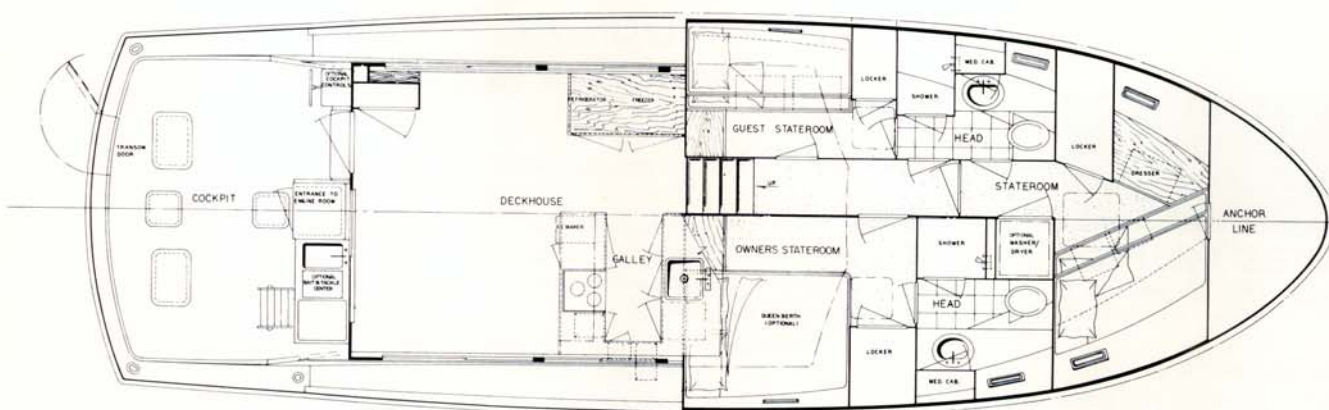 OPTIONAL
COCKPIT
CONTROLS
TRANSOM
DOOR
COCKPIT
ENTRANCE TO
ENGINE ROOM
OPTIONAL
BAIT & TACKLE
CENTER
DECKHOUSE
REFRIGERATOR
FREEZER
ICEMAKER
GALLEY
GUEST STATEROOM
LOCKER
SHOWER
MED. CAB.
HEAD
LOCKER
UP
STATEROOM
DRESSER
ANCHOR
LINE
OWNERS STATEROOM
QUEEN BERTH
(OPTIONAL)
LOCKER
SHOWER
OPTIONAL
WASHER/
DRYER
HEAD
MED. CAB.